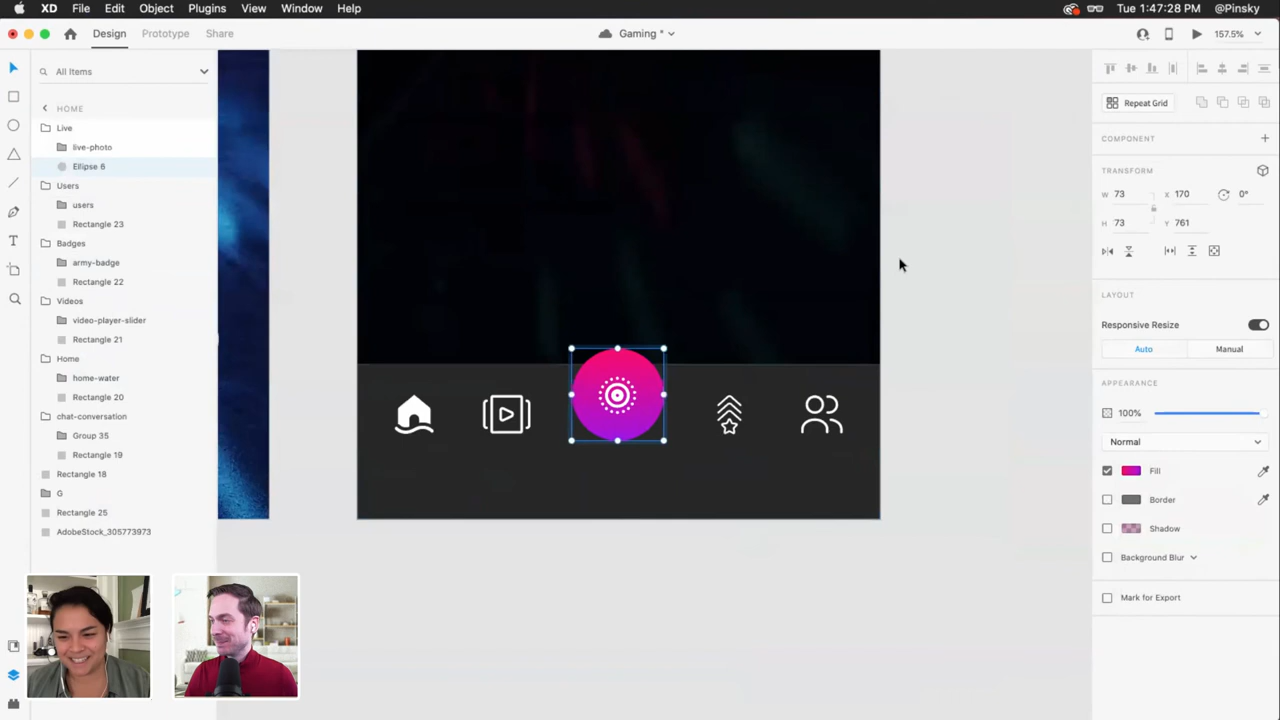 XD File Edit Object Plugins View Window Help
Tue 1:47:28 PM @Pinsky
Design Prototype Share
Gaming *
157.5%
All Items
HOME
Live
live-photo
Ellipse 6
Users
users
Rectangle 23
Badges
army-badge
Rectangle 22
Videos
video-player-slider
Rectangle 21
Home
home-water
Rectangle 20
chat-conversation
Group 35
Rectangle 19
Rectangle 18
G
Rectangle 25
AdobeStock_305773973
Repeat Grid
COMPONENT
TRANSFORM
W 73 X 170 0°
H 73 Y 761
LAYOUT
Responsive Resize
Auto Manual
APPEARANCE
100%
Normal
Fill
Border
Shadow
Background Blur
Mark for Export